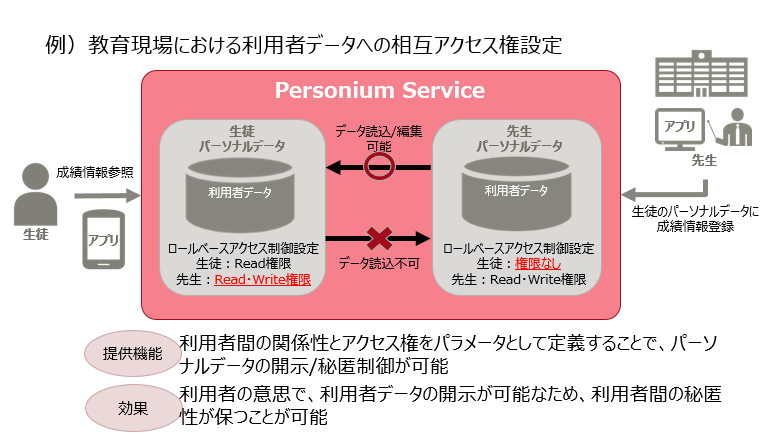 例）教育現場における利用者データへの相互アクセス権設定
Personium Service
生徒
パーソナルデータ
利用者データ
ロールベースアクセス制御設定
生徒：Read権限
先生：Read・Write権限
データ読込/編集
可能
データ読込不可
先生
パーソナルデータ
利用者データ
ロールベースアクセス制御設定
生徒：権限なし
先生：Read・Write権限
成績情報参照
生徒
アプリ
アプリ
先生
生徒のパーソナルデータに
成績情報登録
提供機能
利用者間の関係性とアクセス権をパラメータとして定義することで、パーソ
ナルデータの開示/秘匿制御が可能
効果
利用者の意思で、利用者データの開示が可能なため、利用者間の秘匿
性が保つことが可能